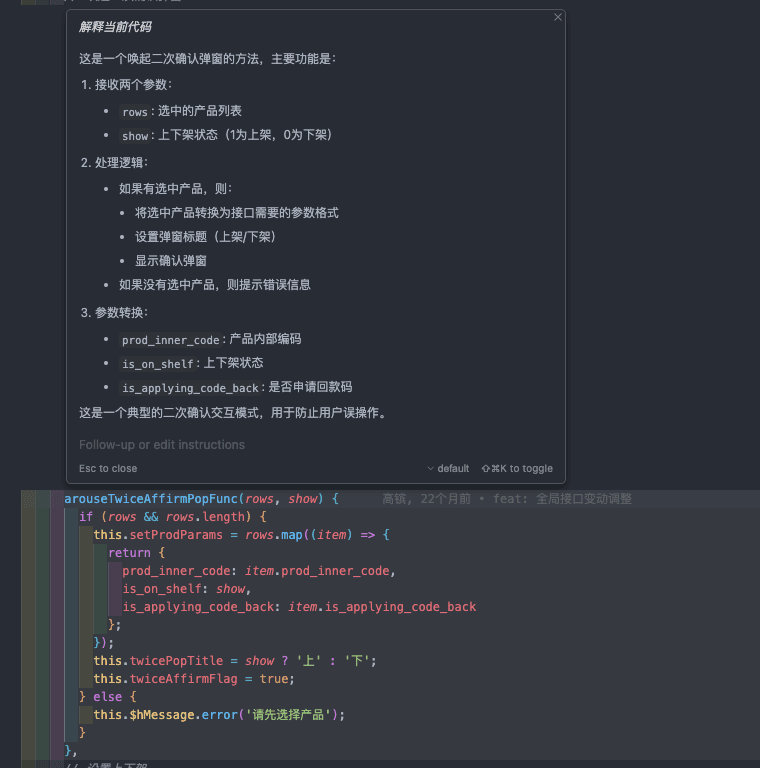 解释当前代码
这是一个唤起二次确认弹窗的方法，主要功能是：
1. 接收两个参数：
• rows：选中的产品列表
• show：上下架状态（1为上架，0为下架）
2. 处理逻辑：
• 如果有选中产品，则：
• 将选中产品转换为接口需要的参数格式
• 设置弹窗标题（上架/下架）
• 显示确认弹窗
• 如果没有选中产品，则提示错误信息
3. 参数转换：
• prod_inner_code：产品内部编码
• is_on_shelf：上下架状态
• is_applying_code_back：是否申请回款码
这是一个典型的二次确认交互模式，用于防止用户误操作。
Follow-up or edit instructions
Esc to close default ⇧⌘K to toggle
arouseTwiceAffirmPopFunc(rows, show) { 高镔, 22个月前 • feat: 全局接口变动调整
if (rows && rows.length) {
this.setProdParams = rows.map((item) => {
return {
prod_inner_code: item.prod_inner_code,
is_on_shelf: show,
is_applying_code_back: item.is_applying_code_back
};
});
this.twicePopTitle = show ? '上' : '下';
this.twiceAffirmFlag = true;
} else {
this.$hMessage.error('请先选择产品');
}
},